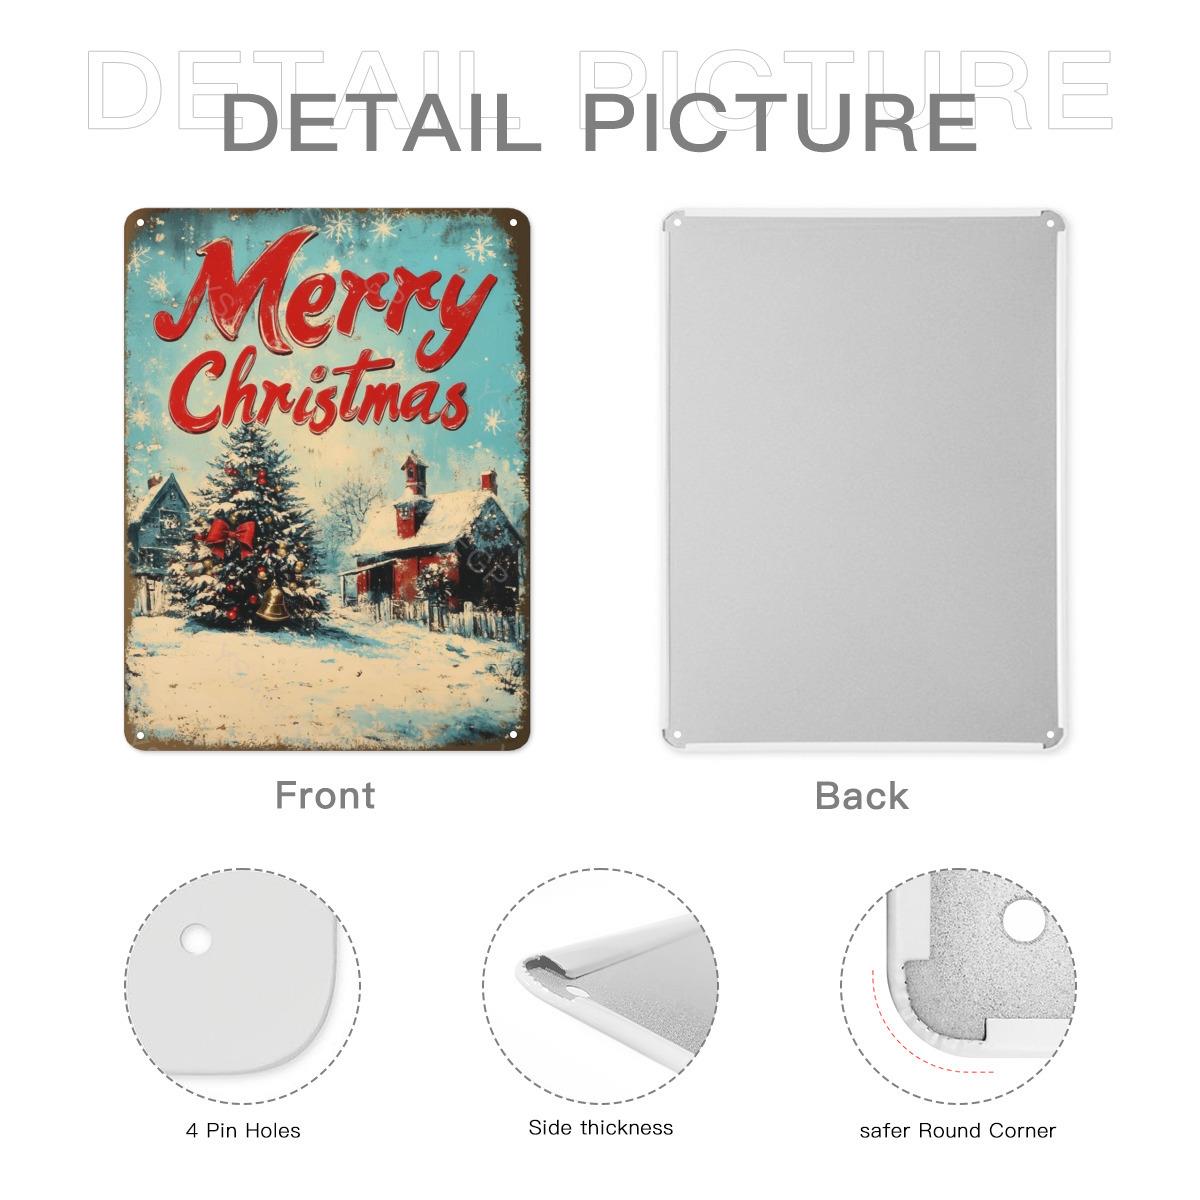 DETAIL PICTURE
DETAIL PICTURE
Merry
Christmas
Front
Back
4 Pin Holes
Side thickness
safer Round Corner